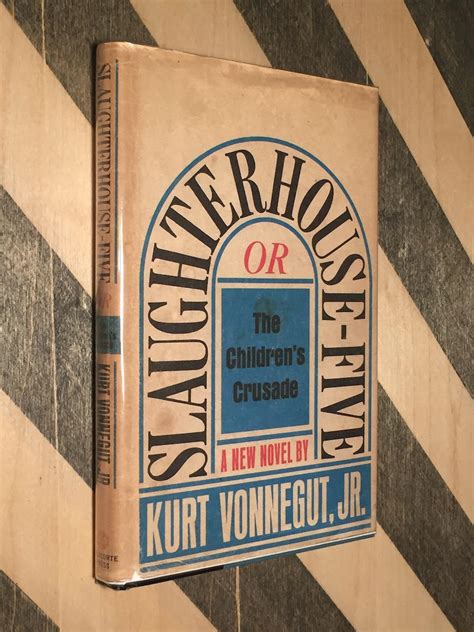 SLAUGHTERHOUSE-FIVE
OR
The
Children's
Crusade
A NEW NOVEL BY
KURT VONNEGUT, JR.
SLAUGHTERHOUSE-FIVE
KURT VONNEGUT, JR.